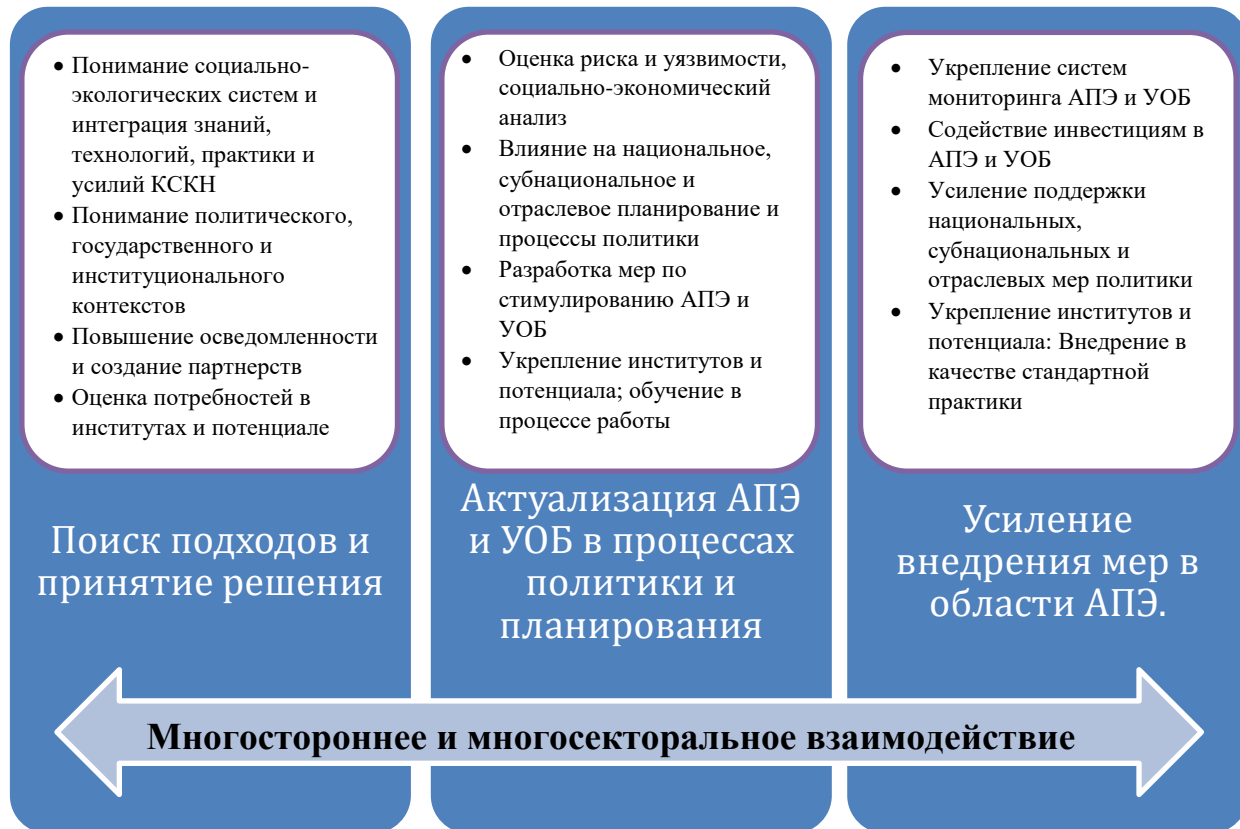 • Понимание социально-
экологических систем и
интеграция знаний,
технологий, практики и
усилий КСКН
• Понимание политического,
государственного и
институционального
контекстов
• Повышение осведомленности
и создание партнерств
• Оценка потребностей в
институтах и потенциале
Поиск подходов и
принятие решения
• Оценка риска и уязвимости,
социально-экономический
анализ
• Влияние на национальное,
субнациональное и
отраслевое планирование и
процессы политики
• Разработка мер по
стимулированию АПЭ и
УОБ
• Укрепление институтов и
потенциала; обучение в
процессе работы
Актуализация АПЭ
и УОБ в процессах
политики и
планирования
• Укрепление систем
мониторинга АПЭ и УОБ
• Содействие инвестициям в
АПЭ и УОБ
• Усиление поддержки
национальных,
субнациональных и
отраслевых мер политики
• Укрепление институтов и
потенциала: Внедрение в
качестве стандартной
практики
Усиление
внедрения мер в
области АПЭ.
Многостороннее и многосекторальное взаимодействие